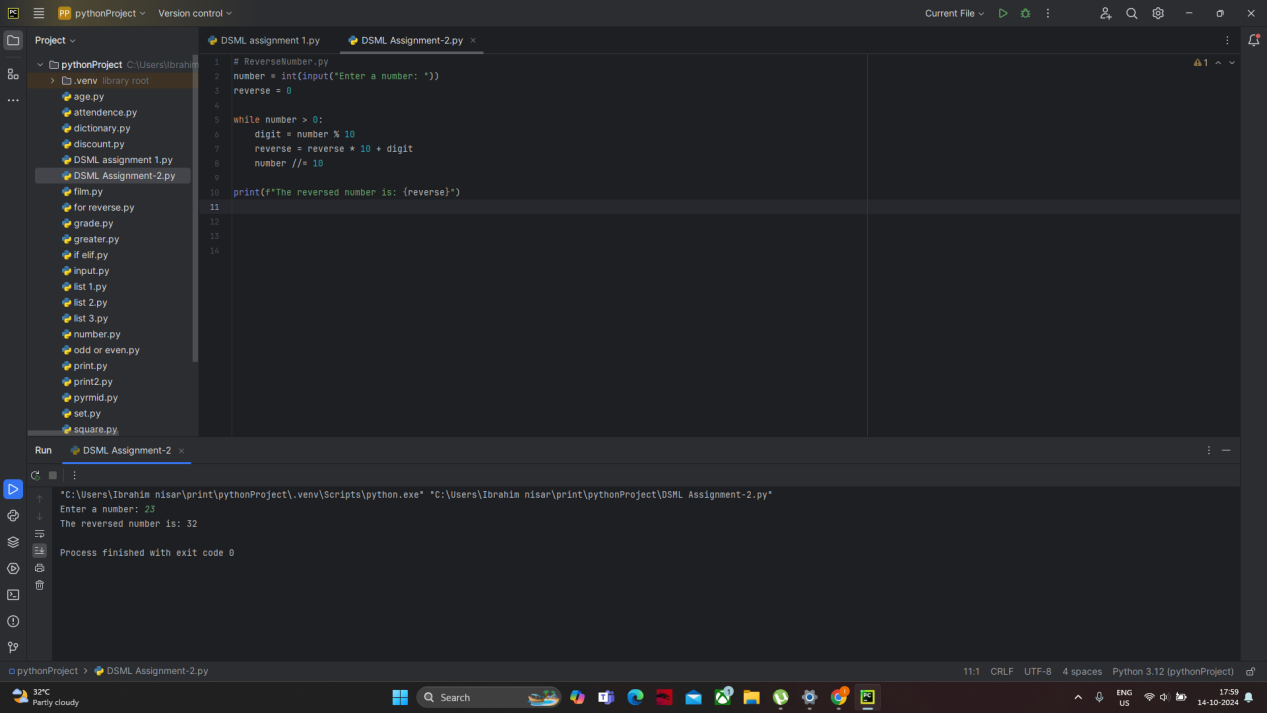 PC
PP pythonProject
Version control
Current File
Project
DSML assignment 1.py
DSML Assignment-2.py
pythonProject C:\Users\Ibrahim
.venv library root
age.py
attendence.py
dictionary.py
discount.py
DSML assignment 1.py
DSML Assignment-2.py
film.py
for reverse.py
grade.py
greater.py
if elif.py
input.py
list 1.py
list 2.py
list 3.py
number.py
odd or even.py
print.py
print2.py
pyrmid.py
set.py
square.py
1 # ReverseNumber.py
2 number = int(input("Enter a number: "))
3 reverse = 0
4
5 while number > 0:
6 digit = number % 10
7 reverse = reverse * 10 + digit
8 number //= 10
9
10 print(f"The reversed number is: {reverse}")
11
12
13
14
1
Run DSML Assignment-2
"C:\Users\Ibrahim nisar\print\pythonProject\.venv\Scripts\python.exe" "C:\Users\Ibrahim nisar\print\pythonProject\DSML Assignment-2.py"
Enter a number: 23
The reversed number is: 32
Process finished with exit code 0
pythonProject > DSML Assignment-2.py
11:1 CRLF UTF-8 4 spaces Python 3.12 (pythonProject)
32°C
Partly cloudy
Search
ENG
US
17:59
14-10-2024